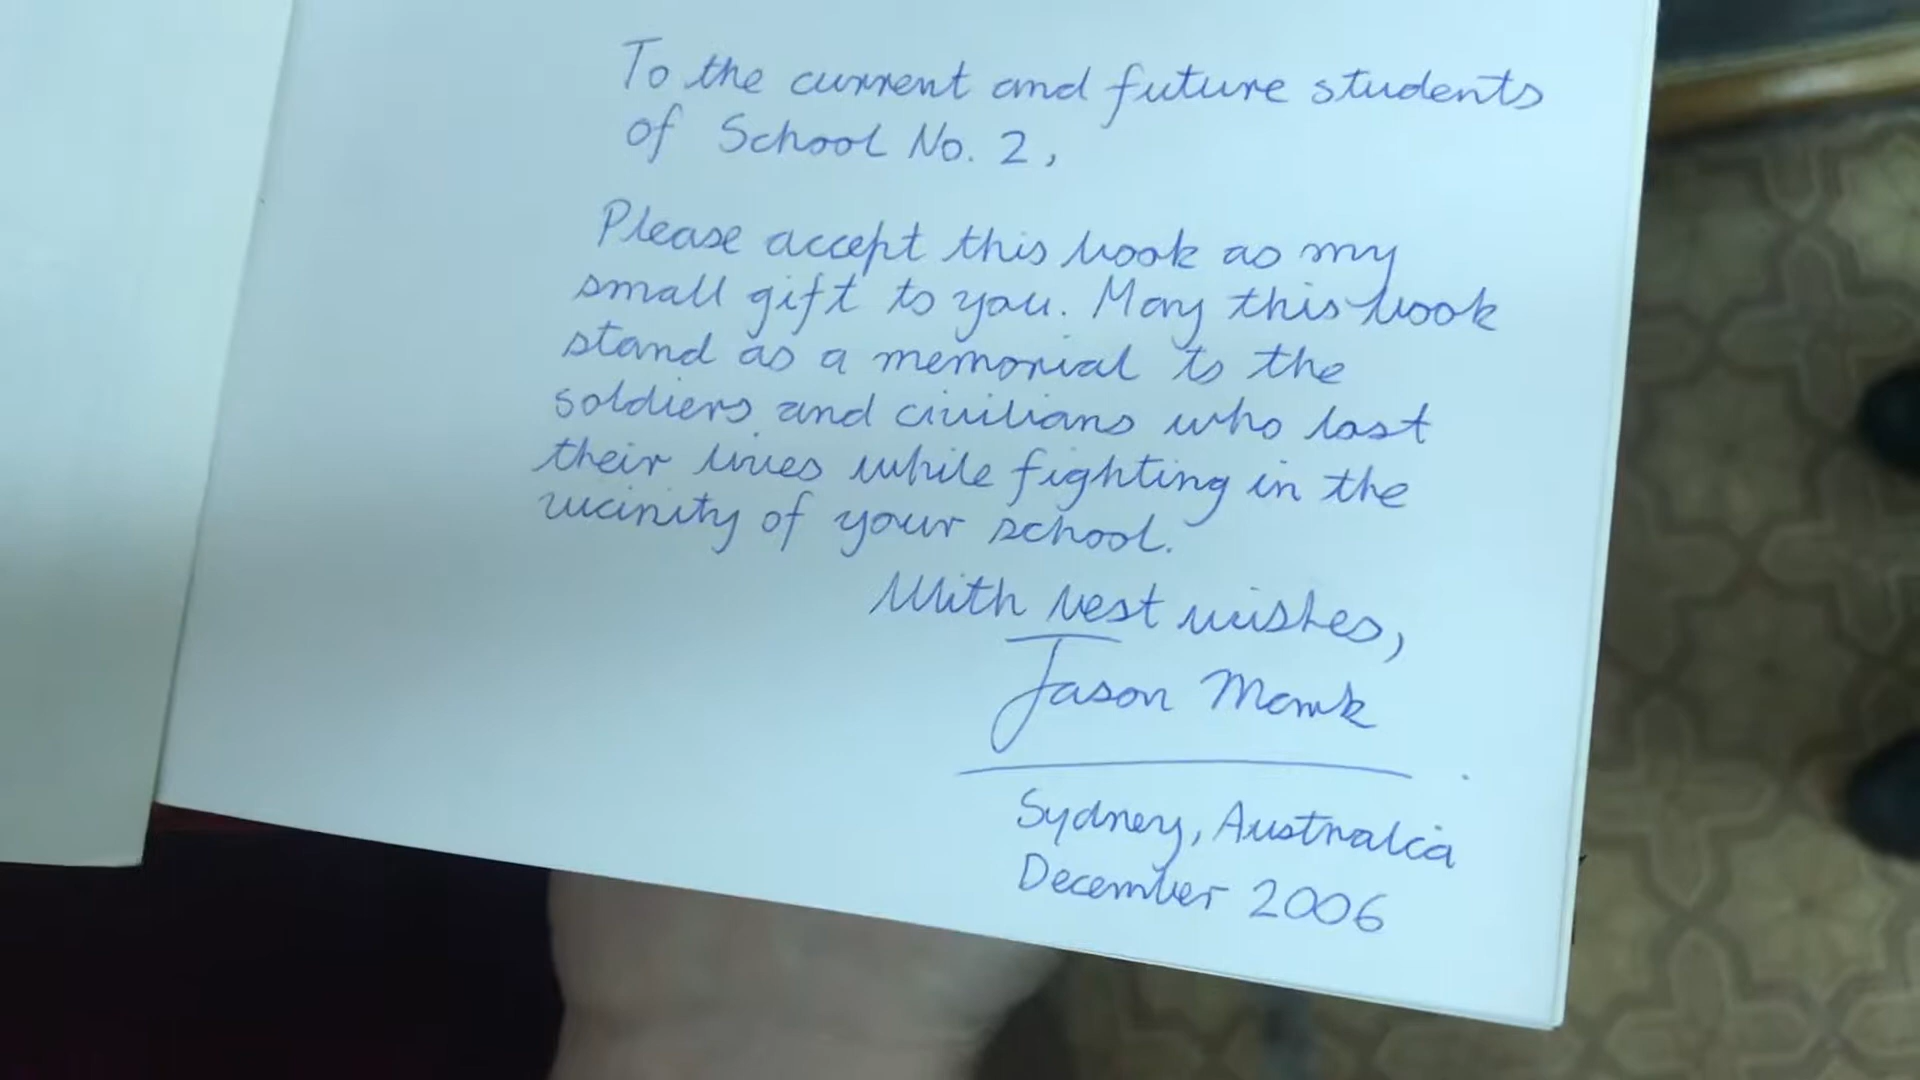 To the current and future students
of School No. 2,
Please accept this book as my
small gift to you. May this book
stand as a memorial to the
soldiers and civilians who lost
their lives while fighting in the
vicinity of your school.
With best wishes,
Jason Mark
Sydney, Australia
December 2006